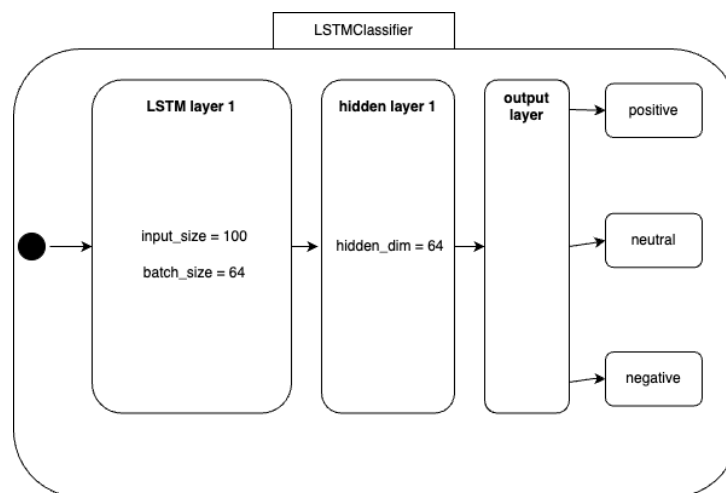 LSTMClassifier
LSTM layer 1
input_size = 100
batch_size = 64
hidden layer 1
hidden_dim = 64
output
layer
positive
neutral
negative